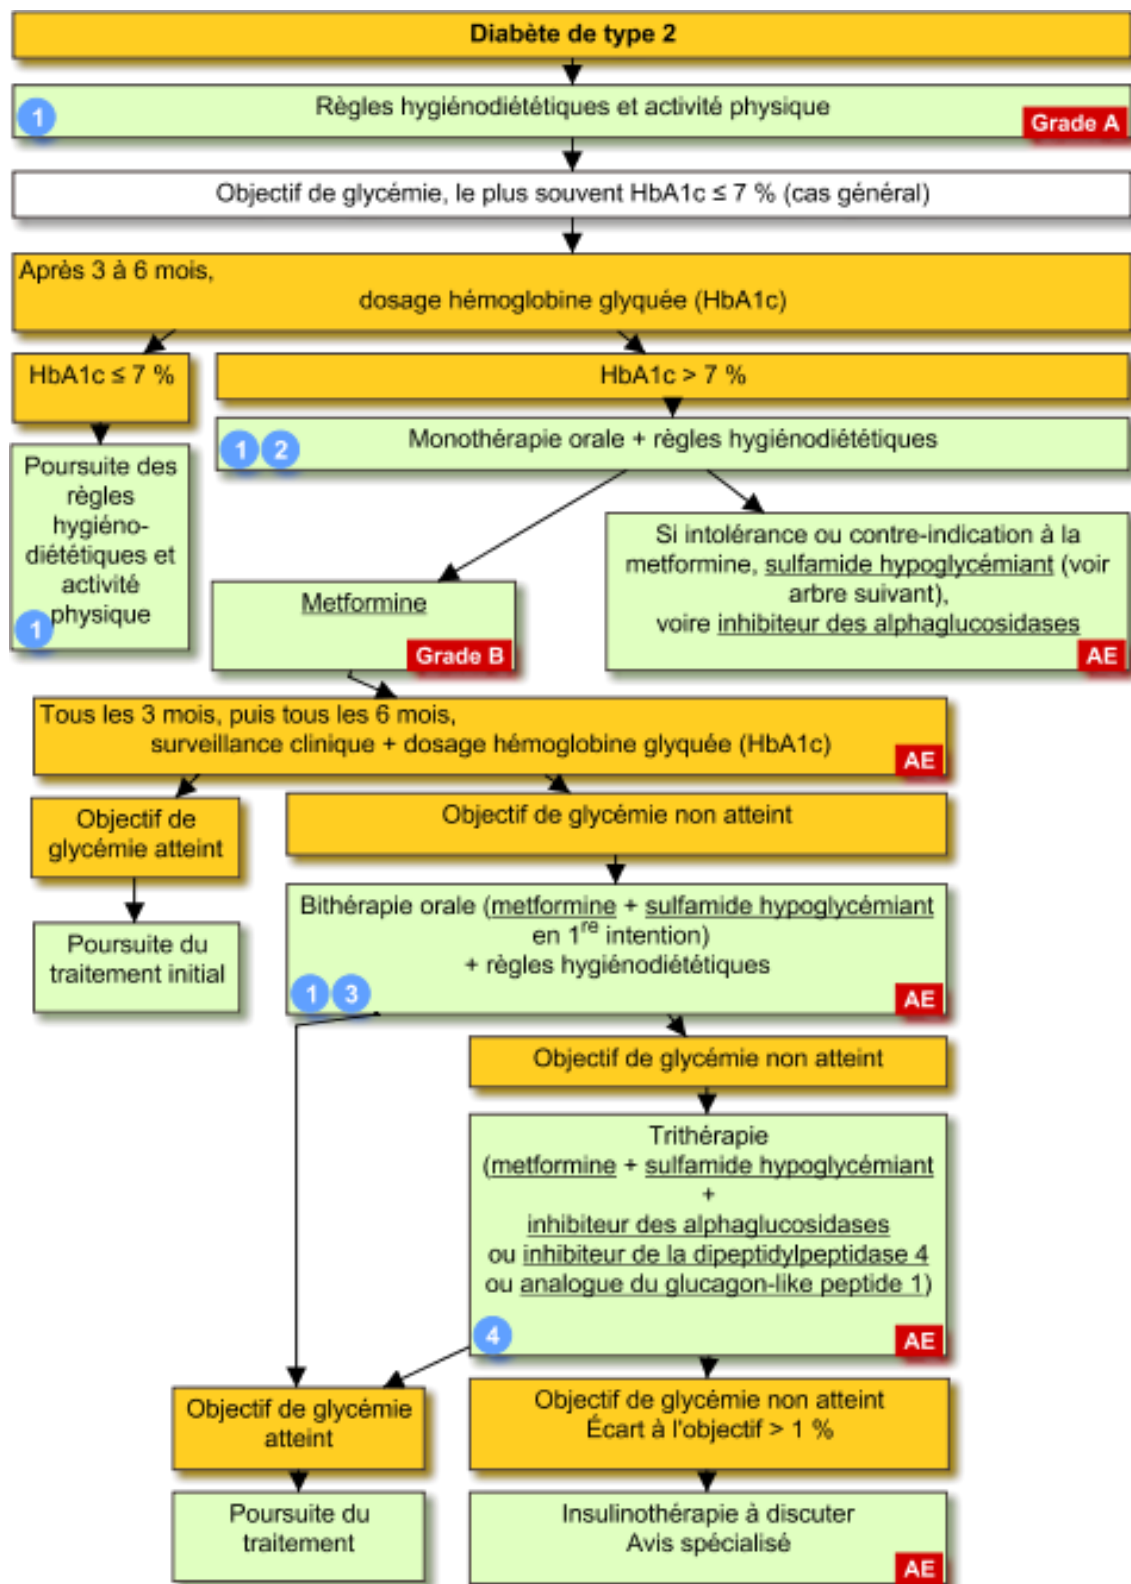 Diabète de type 2
Règles hygiénodiététiques et activité physique
1
Grade A
Objectif de glycémie, le plus souvent HbA1c ≤ 7 % (cas général)
Après 3 à 6 mois,
dosage hémoglobine glyquée (HbA1c)
HbA1c ≤ 7 %
HbA1c > 7 %
Poursuite des
règles
hygiéno-
diététiques et
activité
physique
1
Monothérapie orale + règles hygiénodiététiques
1 2
Metformine
Grade B
Si intolérance ou contre-indication à la
metformine, sulfamide hypoglycémiant (voir
arbre suivant),
voire inhibiteur des alphaglucosidases
AE
Tous les 3 mois, puis tous les 6 mois,
surveillance clinique + dosage hémoglobine glyquée (HbA1c)
AE
Objectif de
glycémie atteint
Poursuite du
traitement initial
Objectif de glycémie non atteint
Bithérapie orale (metformine + sulfamide hypoglycémiant
en 1re intention)
+ règles hygiénodiététiques
1 3
AE
Objectif de glycémie non atteint
Trithérapie
(metformine + sulfamide hypoglycémiant
+
inhibiteur des alphaglucosidases
ou inhibiteur de la dipeptidylpeptidase 4
ou analogue du glucagon-like peptide 1)
4
AE
Objectif de glycémie
atteint
Poursuite du
traitement
Objectif de glycémie non atteint
Écart à l'objectif > 1 %
Insulinothérapie à discuter
Avis spécialisé
AE